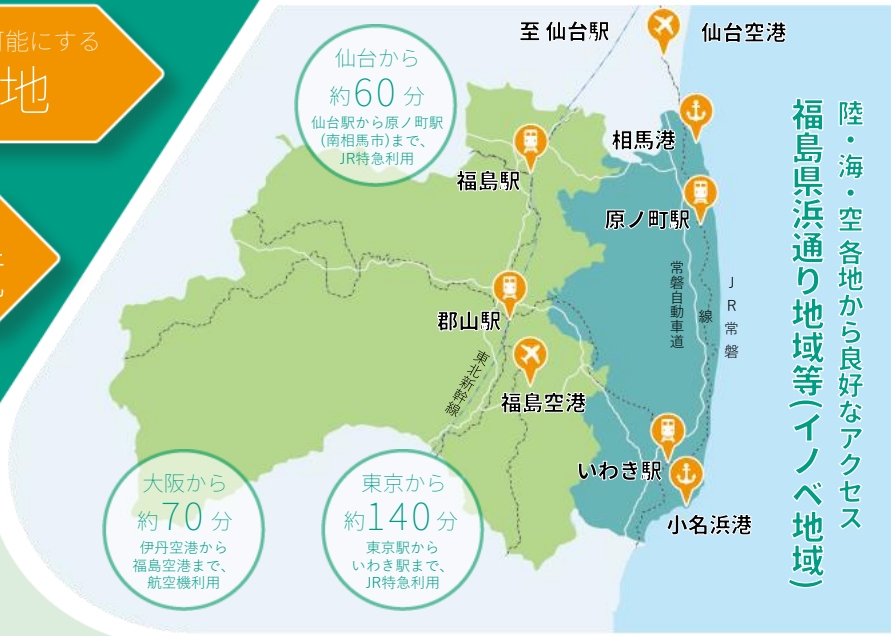 可能にする
地
陸・海・空 各地から良好なアクセス
福島県浜通り地域等(イノベ地域)
仙台から
約60分
仙台駅から原ノ町駅
(南相馬市)まで、
JR特急利用
至 仙台駅
仙台空港
相馬港
福島駅
原ノ町駅
常磐自動車道
JR常磐線
郡山駅
東北新幹線
福島空港
いわき駅
小名浜港
大阪から
約70分
伊丹空港から
福島空港まで、
航空機利用
東京から
約140分
東京駅から
いわき駅まで、
JR特急利用